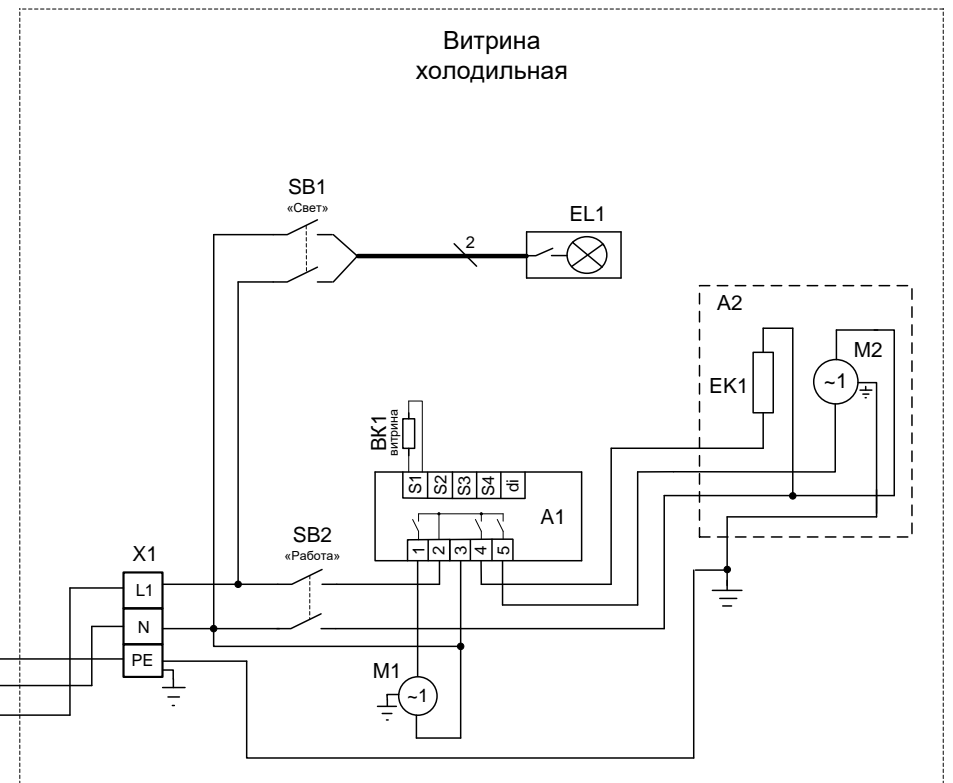 Витрина
холодильная
SB1
«Свет»
2
EL1
A2
M2
EK1
~1
BK1
витрина
S1 S2 S3 S4 di
A1
1 2 3 4 5
SB2
«Работа»
X1
L1
N
PE
M1
~1